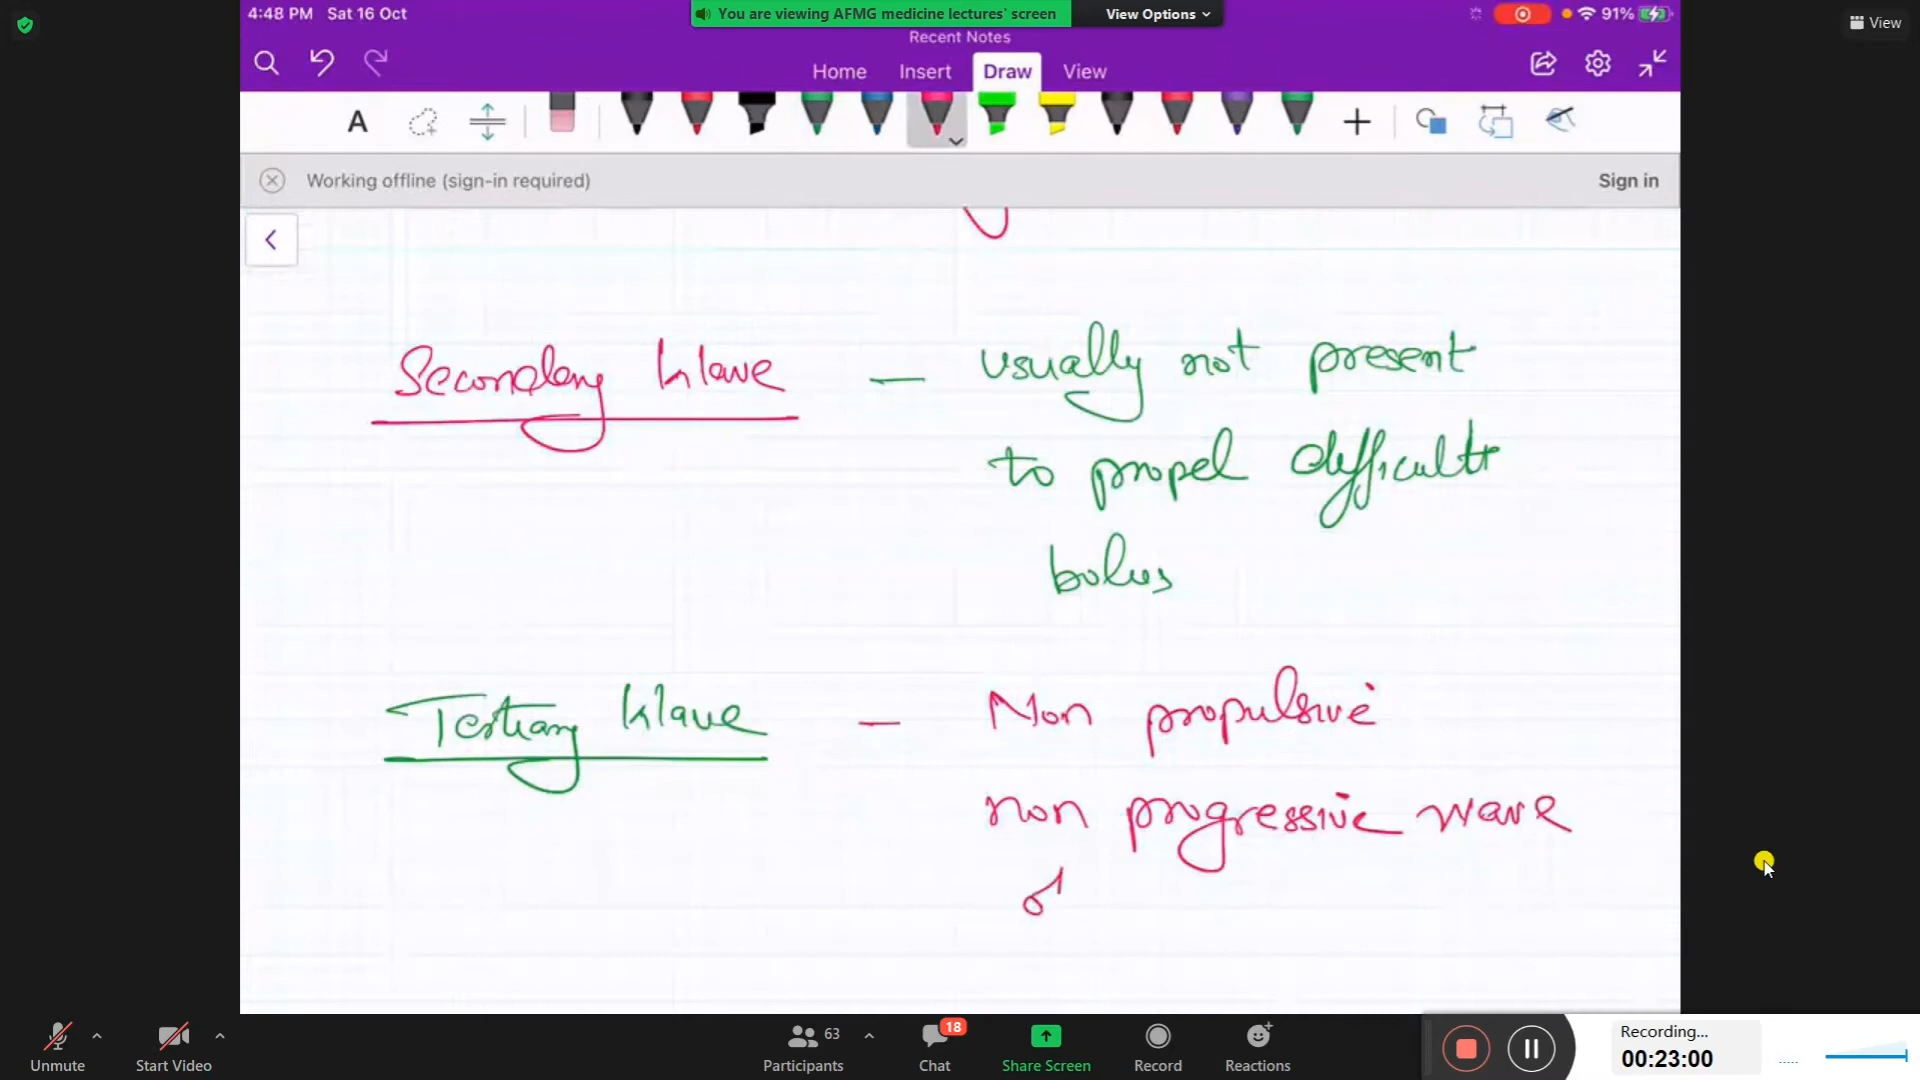 4:48 PM Sat 16 Oct
You are viewing AFMG medicine lectures' screen
View Options
91%
View
Recent Notes
Home Insert Draw View
A
Working offline (sign-in required)
Sign in
Secondary Wave – usually not present
to propel difficult
bolus
Tertiary Wave – Non propulsive
non progressive wave
of
Unmute
Start Video
Participants 63
Chat 18
Share Screen
Record
Reactions
Recording...
00:23:00